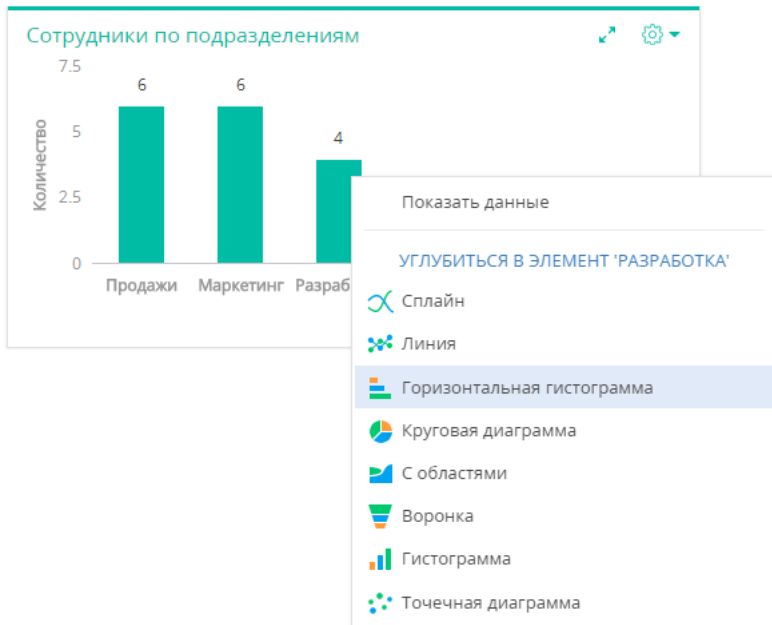 Сотрудники по подразделениям
7.5
6
6
5
4
Количество
2.5
0
Продажи
Маркетинг
Разраб
Показать данные
УГЛУБИТЬСЯ В ЭЛЕМЕНТ 'РАЗРАБОТКА'
Сплайн
Линия
Горизонтальная гистограмма
Круговая диаграмма
С областями
Воронка
Гистограмма
Точечная диаграмма